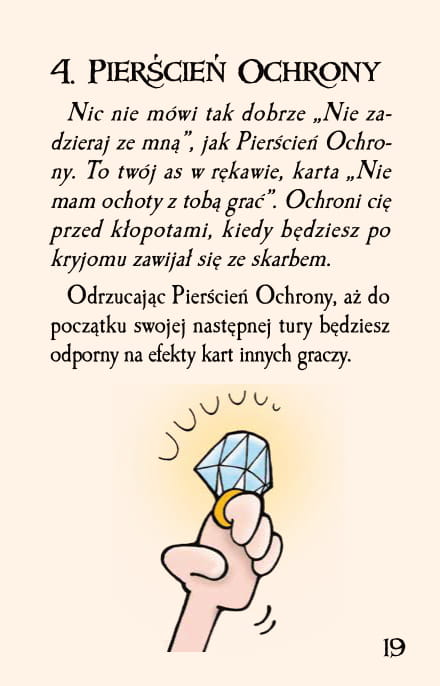 4. Pierścień Ochrony
Nic nie mówi tak dobrze „Nie za-
dzieraj ze mną”, jak Pierścień Ochro-
ny. To twój as w rękawie, karta „Nie
mam ochoty z tobą grać”. Ochroni cię
przed kłopotami, kiedy będziesz po
kryjomu zawijał się ze skarbem.
Odrzucając Pierścień Ochrony, aż do
początku swojej następnej tury będziesz
odporny na efekty kart innych graczy.
19